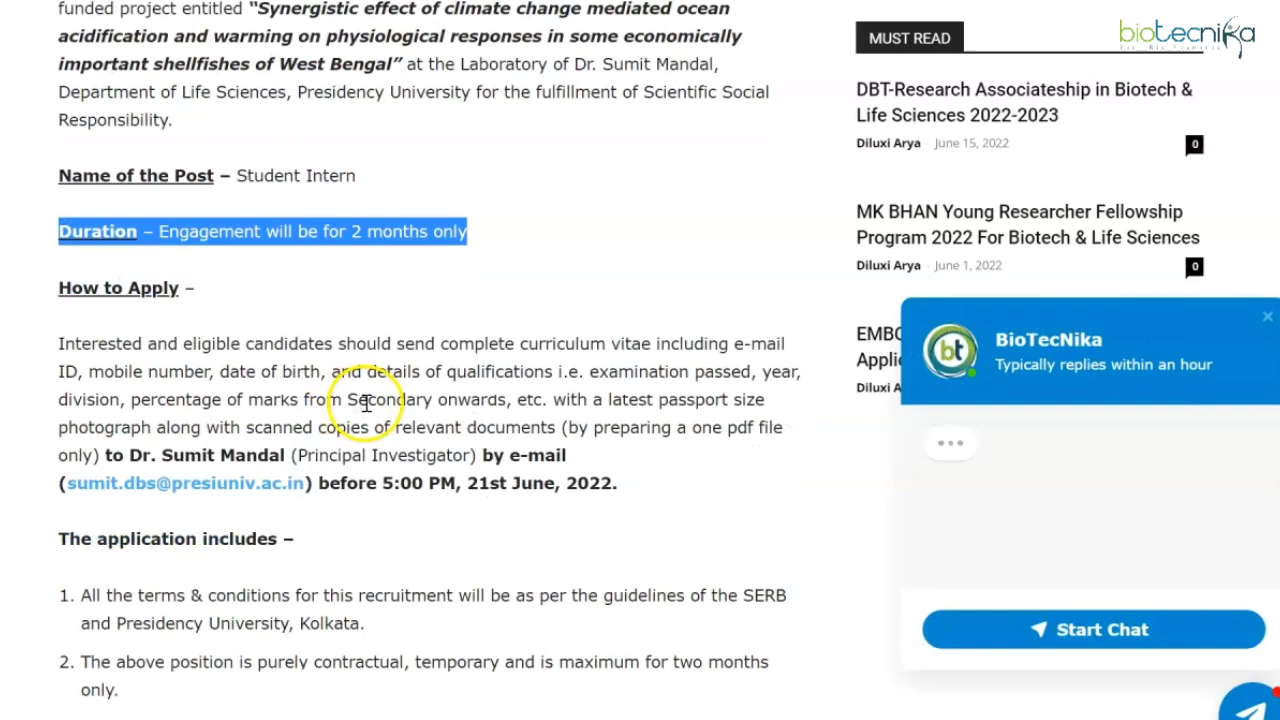 funded project entitled “Synergistic effect of climate change mediated ocean
acidification and warming on physiological responses in some economically
important shellfishes of West Bengal” at the Laboratory of Dr. Sumit Mandal,
Department of Life Sciences, Presidency University for the fulfillment of Scientific Social
Responsibility.
Name of the Post – Student Intern
Duration – Engagement will be for 2 months only
How to Apply –
Interested and eligible candidates should send complete curriculum vitae including e-mail
ID, mobile number, date of birth, and details of qualifications i.e. examination passed, year,
division, percentage of marks from Secondary onwards, etc. with a latest passport size
photograph along with scanned copies of relevant documents (by preparing a one pdf file
only) to Dr. Sumit Mandal (Principal Investigator) by e-mail
(sumit.dbs@presiuniv.ac.in) before 5:00 PM, 21st June, 2022.
The application includes –
1. All the terms & conditions for this recruitment will be as per the guidelines of the SERB
and Presidency University, Kolkata.
2. The above position is purely contractual, temporary and is maximum for two months
only.
biotecnika
MUST READ
DBT-Research Associateship in Biotech &
Life Sciences 2022-2023
Diluxi Arya - June 15, 2022
0
MK BHAN Young Researcher Fellowship
Program 2022 For Biotech & Life Sciences
Diluxi Arya - June 1, 2022
0
EMBO
Applic
Diluxi A
bt
BioTecNika
Typically replies within an hour
Start Chat